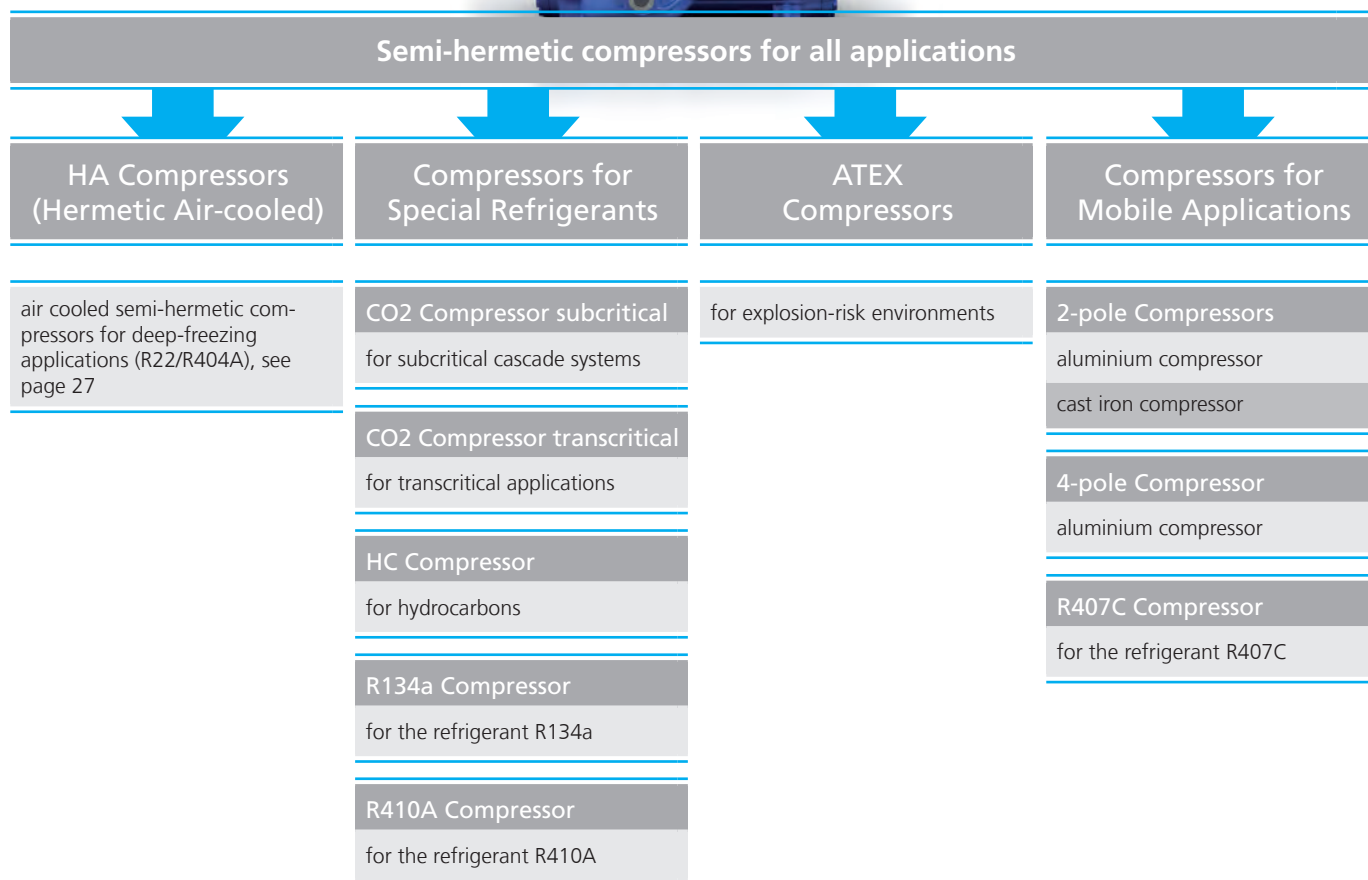 Semi-hermetic compressors for all applications
HA Compressors
(Hermetic Air-cooled)
air cooled semi-hermetic com-
pressors for deep-freezing
applications (R22/R404A), see
page 27
Compressors for
Special Refrigerants
CO2 Compressor subcritical
for subcritical cascade systems
CO2 Compressor transcritical
for transcritical applications
HC Compressor
for hydrocarbons
R134a Compressor
for the refrigerant R134a
R410A Compressor
for the refrigerant R410A
ATEX
Compressors
for explosion-risk environments
Compressors for
Mobile Applications
2-pole Compressors
aluminium compressor
cast iron compressor
4-pole Compressor
aluminium compressor
R407C Compressor
for the refrigerant R407C